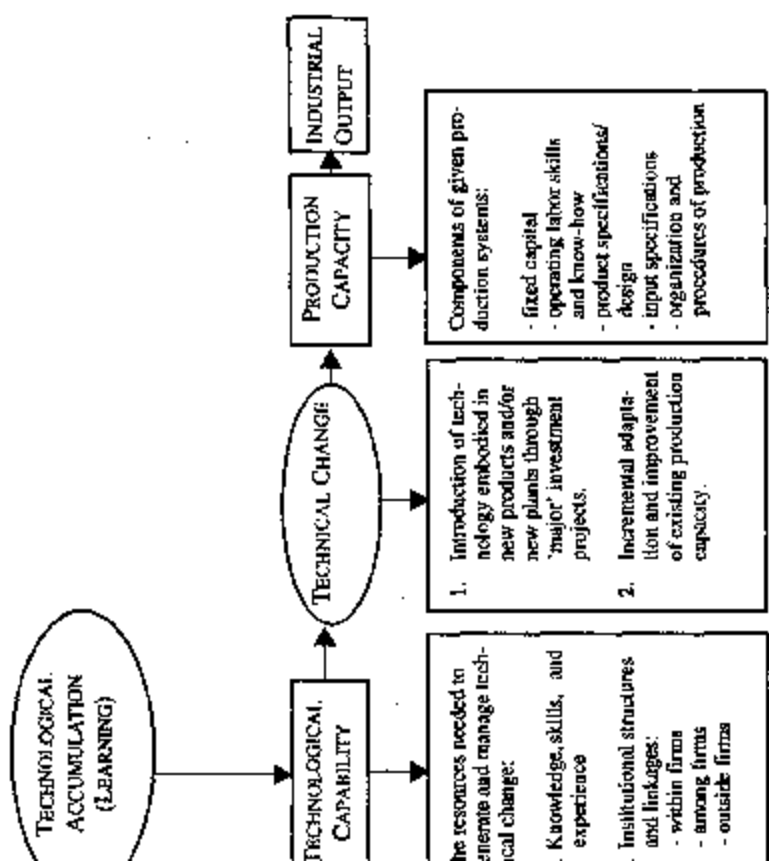 TECHNOLOGICAL
ACCUMULATION
(LEARNING)
TECHNOLOGICAL
CAPABILITY
TECHNICAL CHANGE
PRODUCTION
CAPACITY
INDUSTRIAL
OUTPUT
he resources needed to
enerate and manage tech-
ical change:
. Knowledge, skills, and
experience
. Institutional structures
and linkages:
- within firms
- among firms
- outside firms
1. Introduction of tech-
nology embodied in
new products and/or
new plants through
'major' investment
projects.
2. Incremental adapta-
tion and improvement
of existing production
capacity.
Components of given pro-
duction systems:
- fixed capital
- operating labor skills
and know-how
- product specifications/
design
- input specifications
- organization and
procedures of production